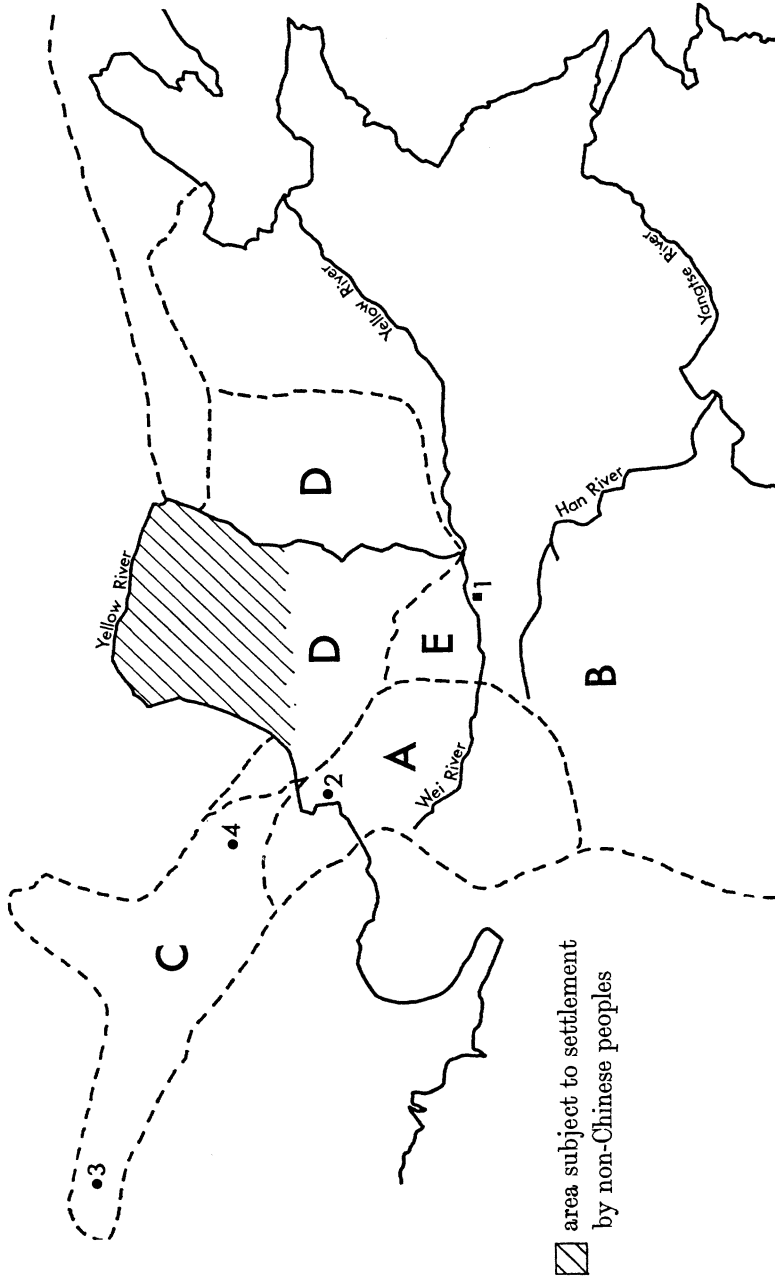 Yellow River
Yellow River
D
D
E
1
A
2
Wei River
4
C
3
B
Han River
Yangtse River
area subject to settlement
by non-Chinese peoples